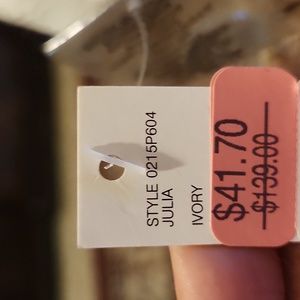 STYLE 0215P604
JULIA
IVORY
$41.70
$139.00